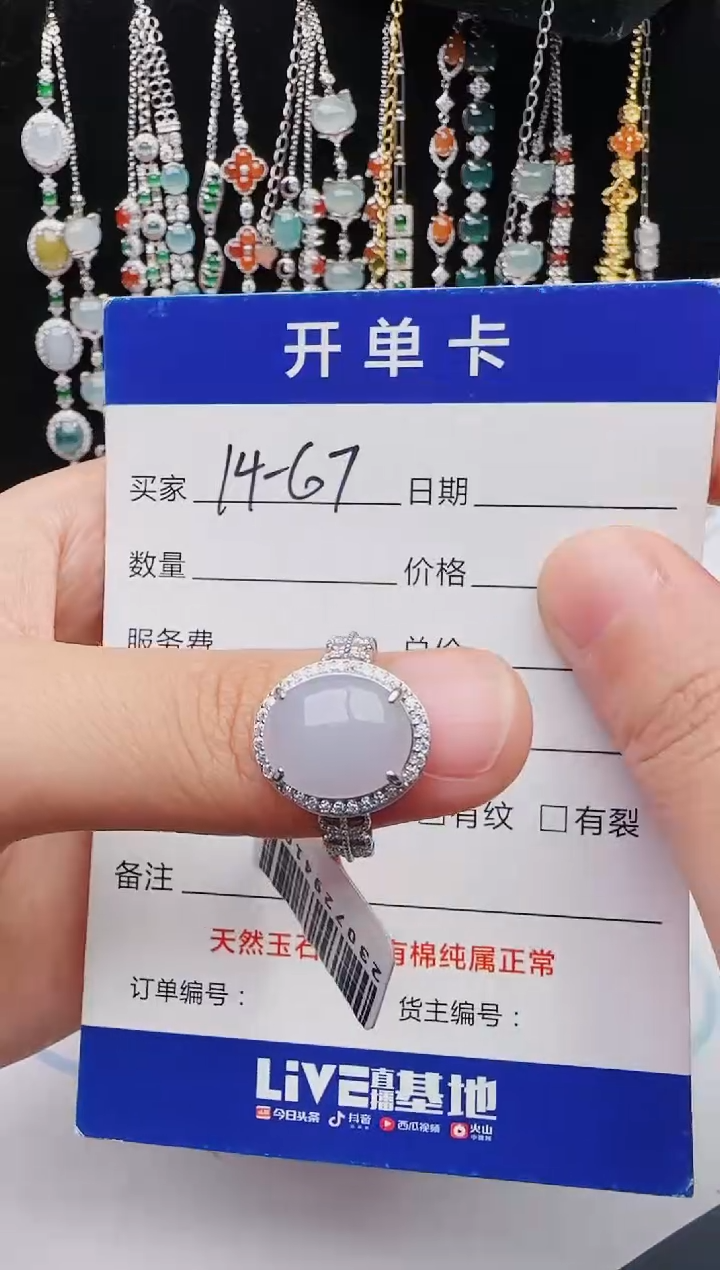 开单卡
买家 14-67 日期
数量 价格
服务费 总价
有纹 □有裂
备注
天然玉石 有棉纯属正常
订单编号： 货主编号：
LiVE直播基地
今日头条 抖音 西瓜视频 火山
2307294